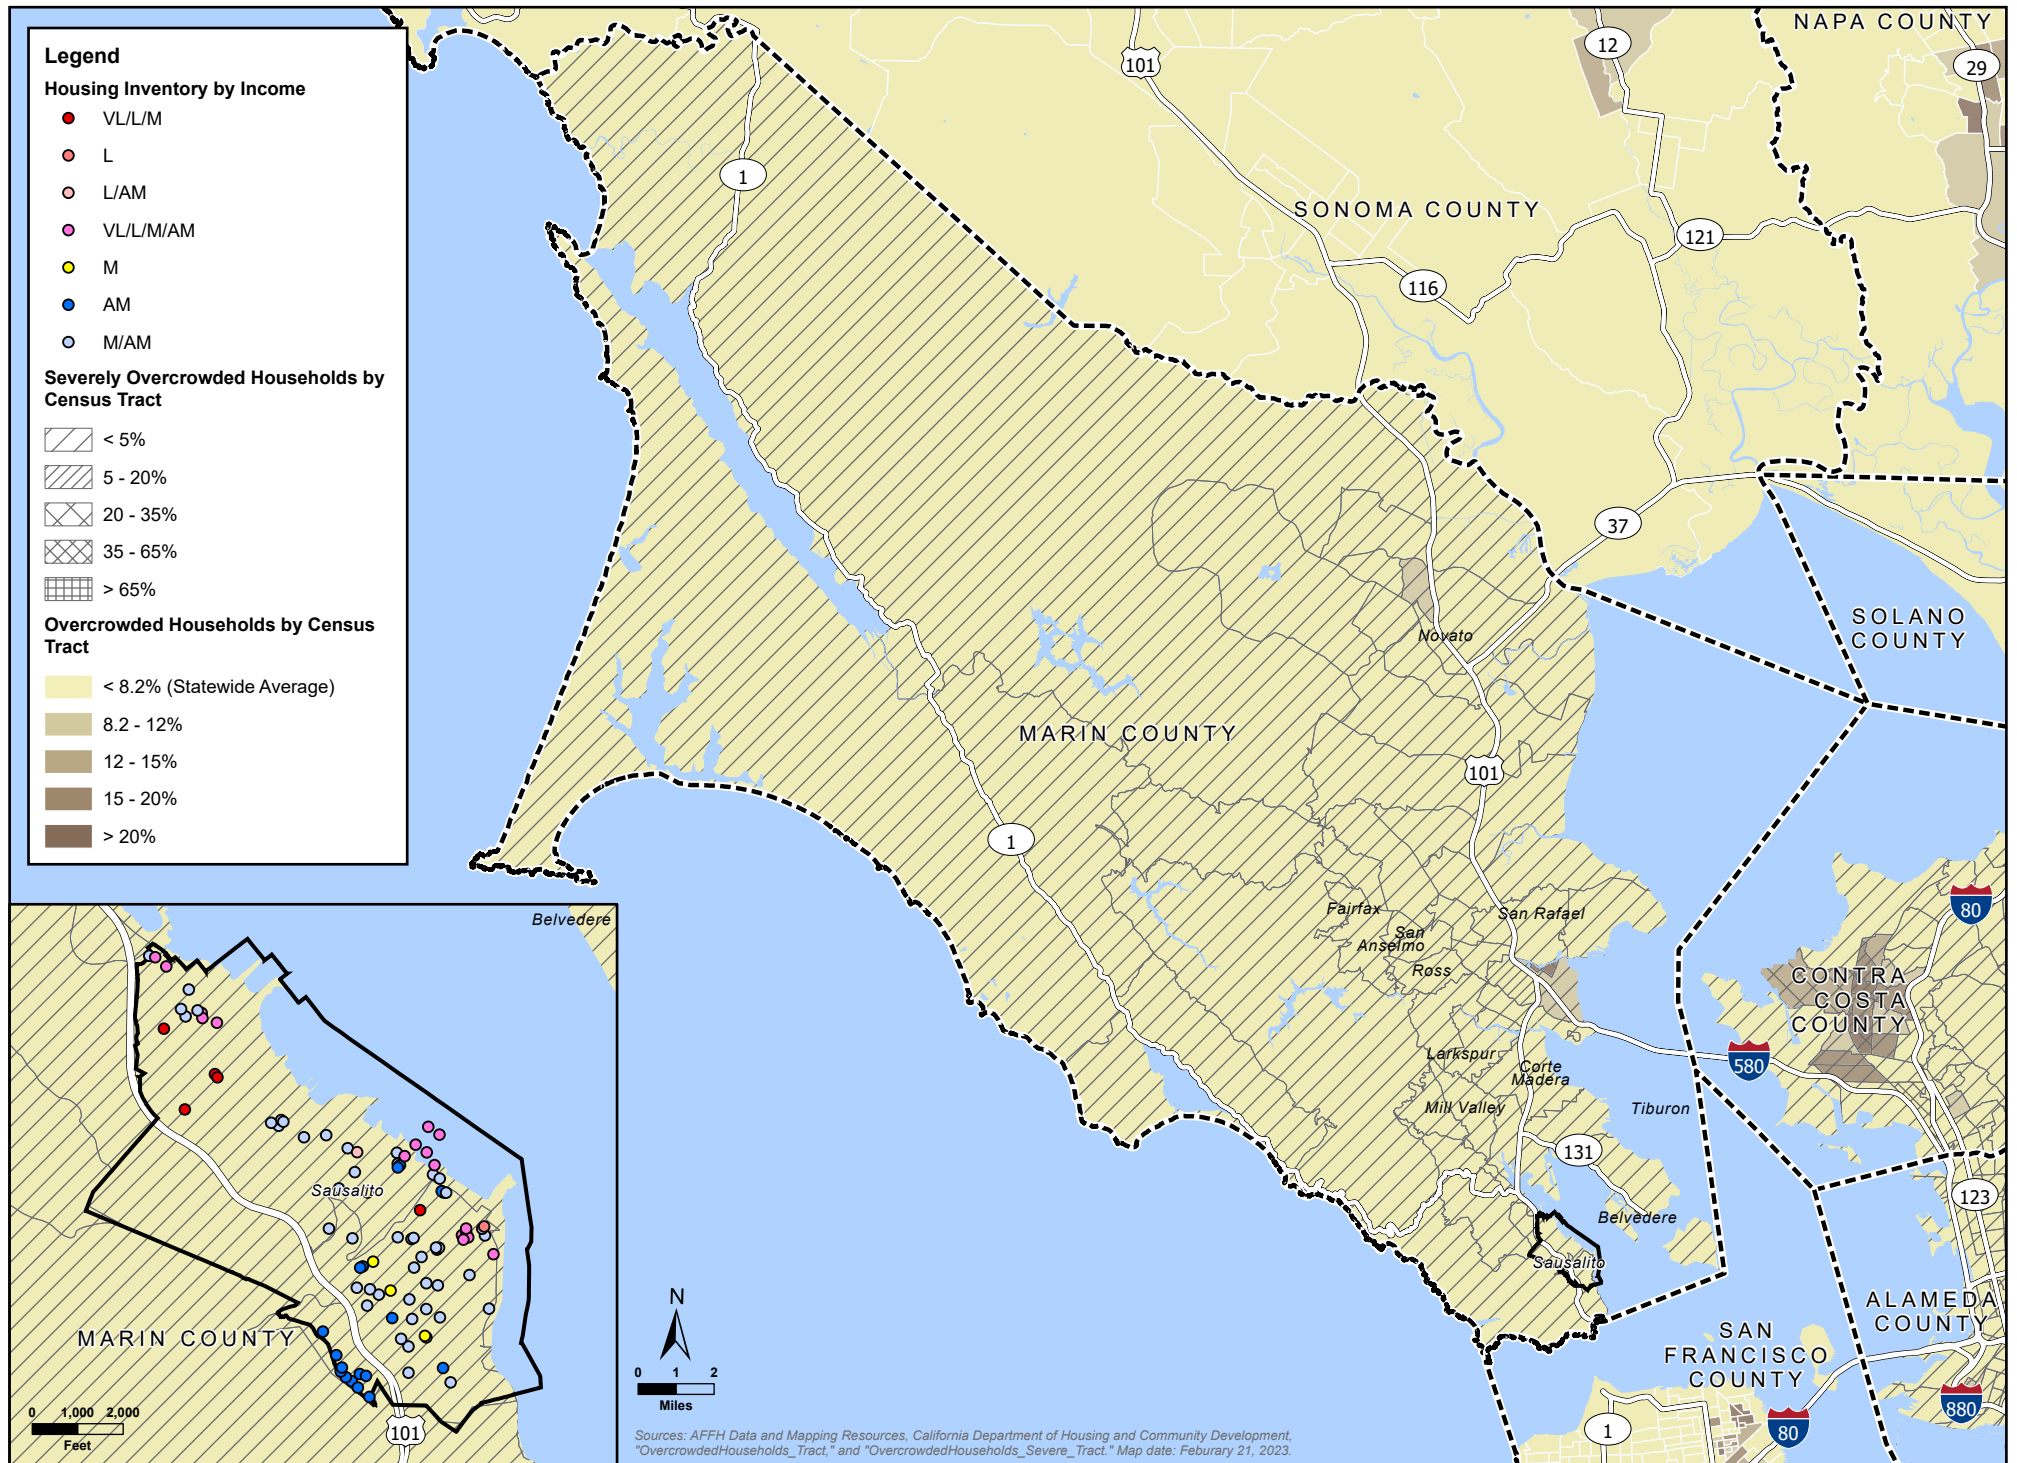 Legend
Housing Inventory by Income
VL/L/M
L
L/AM
VL/L/M/AM
M
AM
M/AM
Severely Overcrowded Households by
Census Tract
< 5%
5 - 20%
20 - 35%
35 - 65%
> 65%
Overcrowded Households by Census
Tract
< 8.2% (Statewide Average)
8.2 - 12%
12 - 15%
15 - 20%
> 20%
NAPA COUNTY
12
29
101
1
SONOMA COUNTY
121
116
37
SOLANO
COUNTY
Novato
MARIN COUNTY
101
1
80
Fairfax
San Rafael
San
Anselmo
Ross
CONTRA
COSTA
COUNTY
Larkspur
Corte
Madera
580
Mill Valley
Tiburon
131
123
Belvedere
Sausalito
ALAMEDA
COUNTY
SAN
FRANCISCO
COUNTY
880
80
1
Belvedere
Sausalito
MARIN COUNTY
101
0 1,000 2,000
Feet
N
0 1 2
Miles
Sources: AFFH Data and Mapping Resources, California Department of Housing and Community Development,
"OvercrowdedHouseholds_Tract," and "OvercrowdedHouseholds_Severe_Tract." Map date: Feburary 21, 2023.